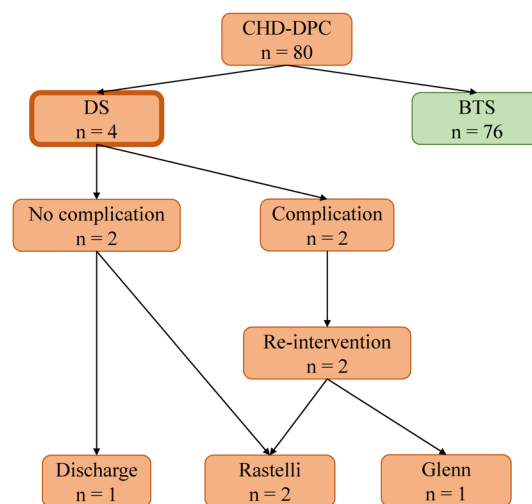 CHD-DPC
n = 80
DS
n = 4
BTS
n = 76
No complication
n = 2
Complication
n = 2
Re-intervention
n = 2
Discharge
n = 1
Rastelli
n = 2
Glenn
n = 1